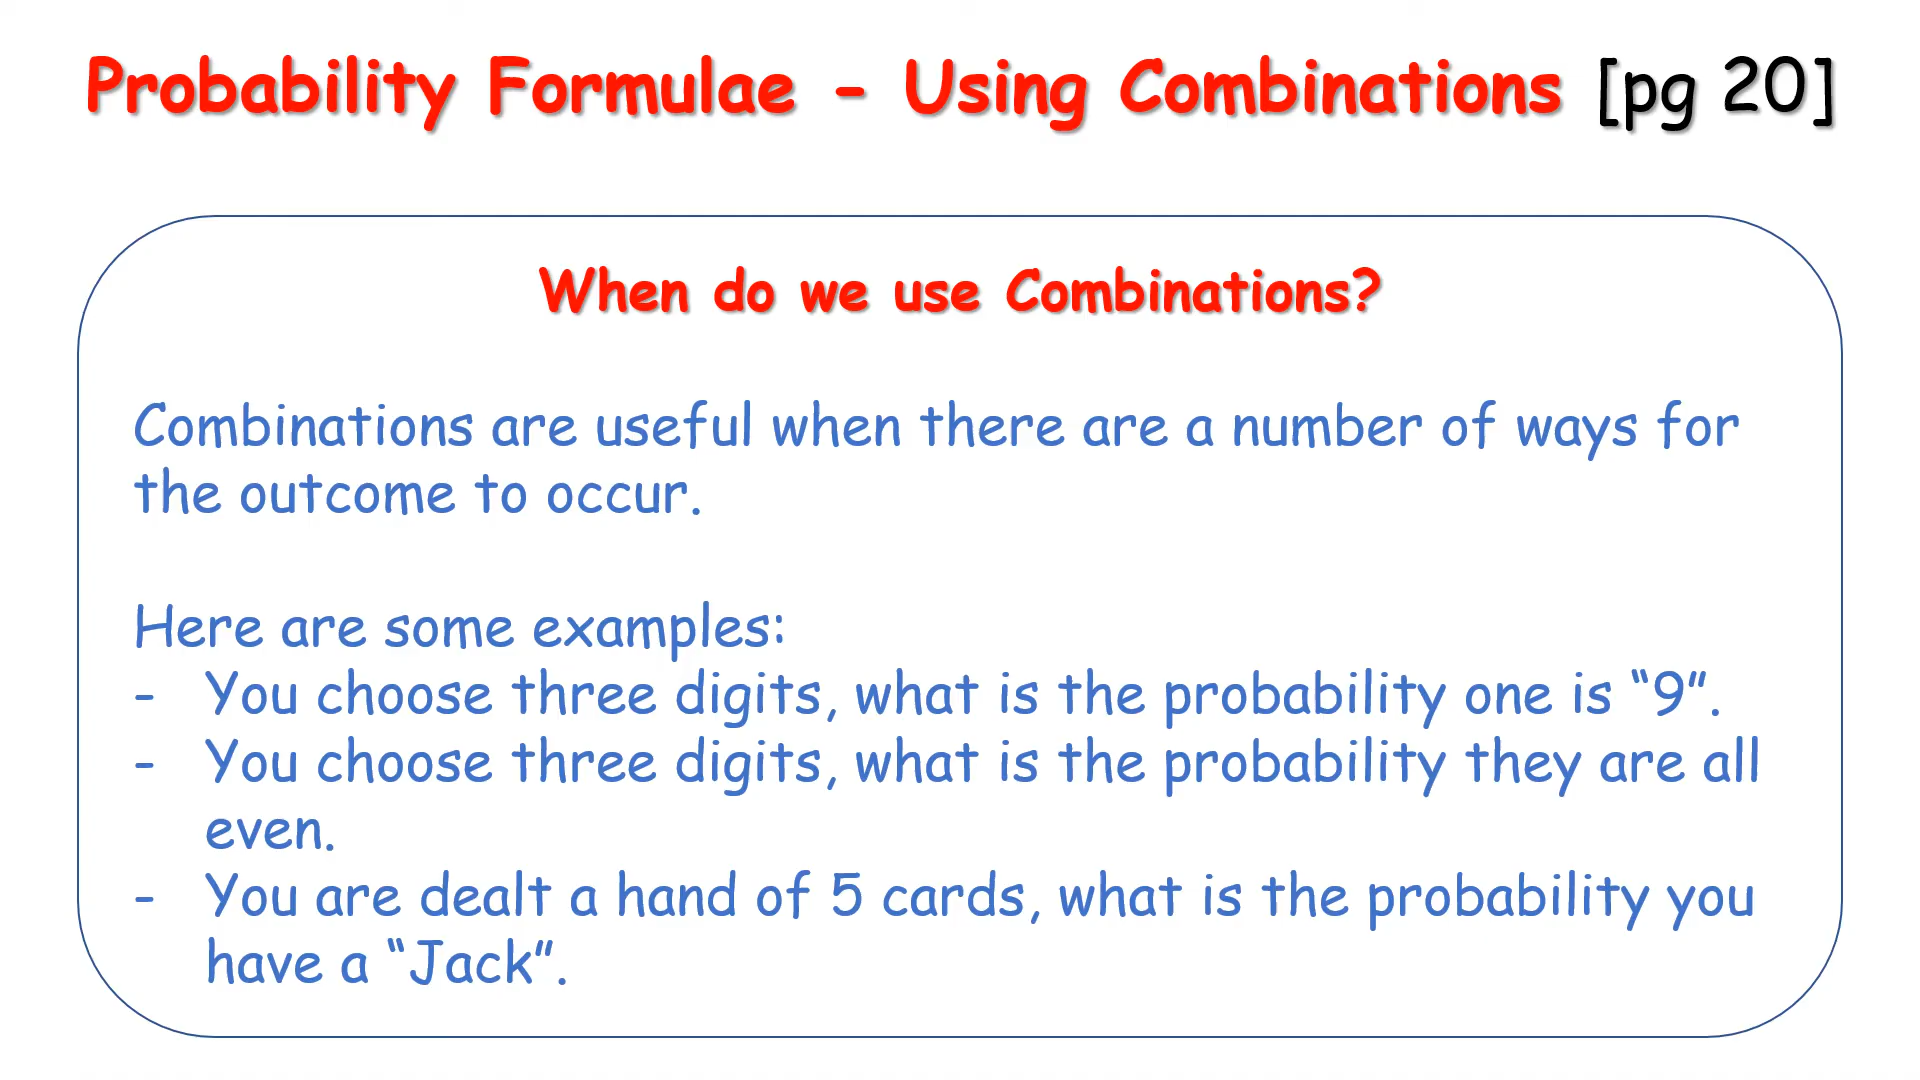 Probability Formulae - Using Combinations [pg 20]
When do we use Combinations?
Combinations are useful when there are a number of ways for
the outcome to occur.
Here are some examples:
- You choose three digits, what is the probability one is “9”.
- You choose three digits, what is the probability they are all
even.
- You are dealt a hand of 5 cards, what is the probability you
have a “Jack”.